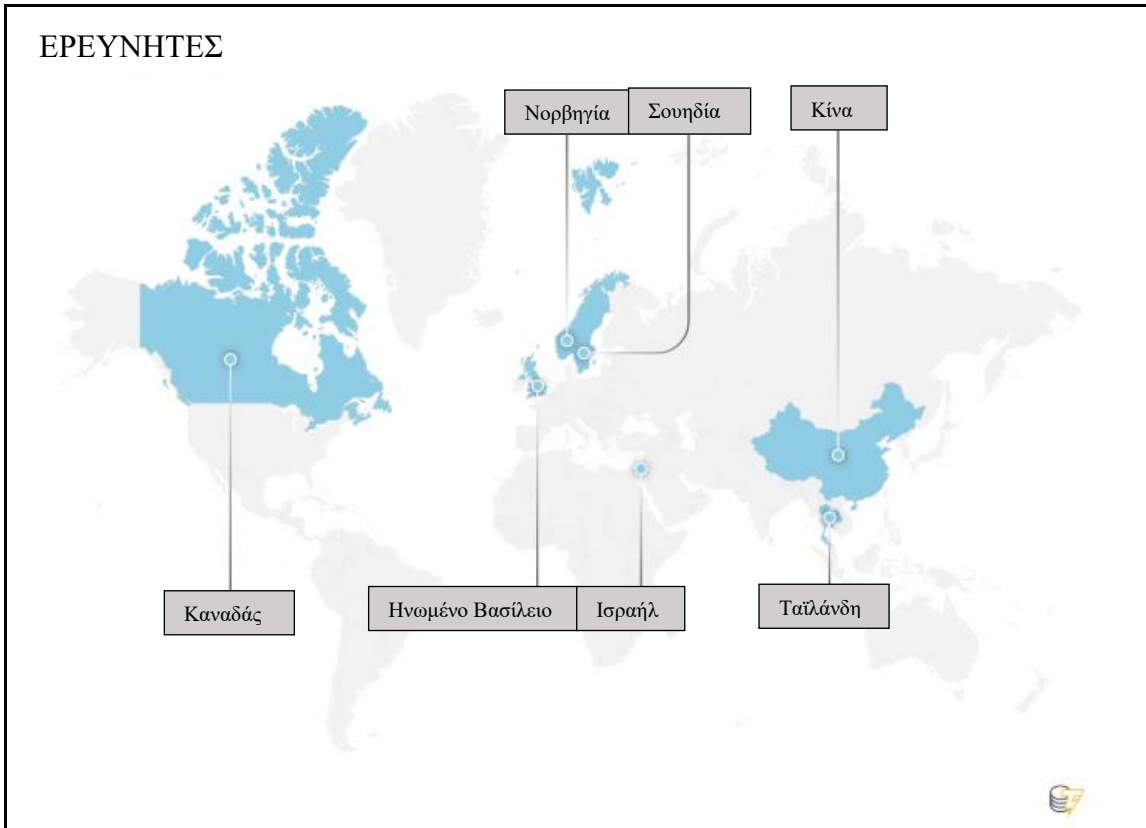 ΕΡΕΥΝΗΤΕΣ
Νορβηγία
Σουηδία
Κίνα
Καναδάς
Ηνωμένο Βασίλειο
Ισραήλ
Ταϊλάνδη